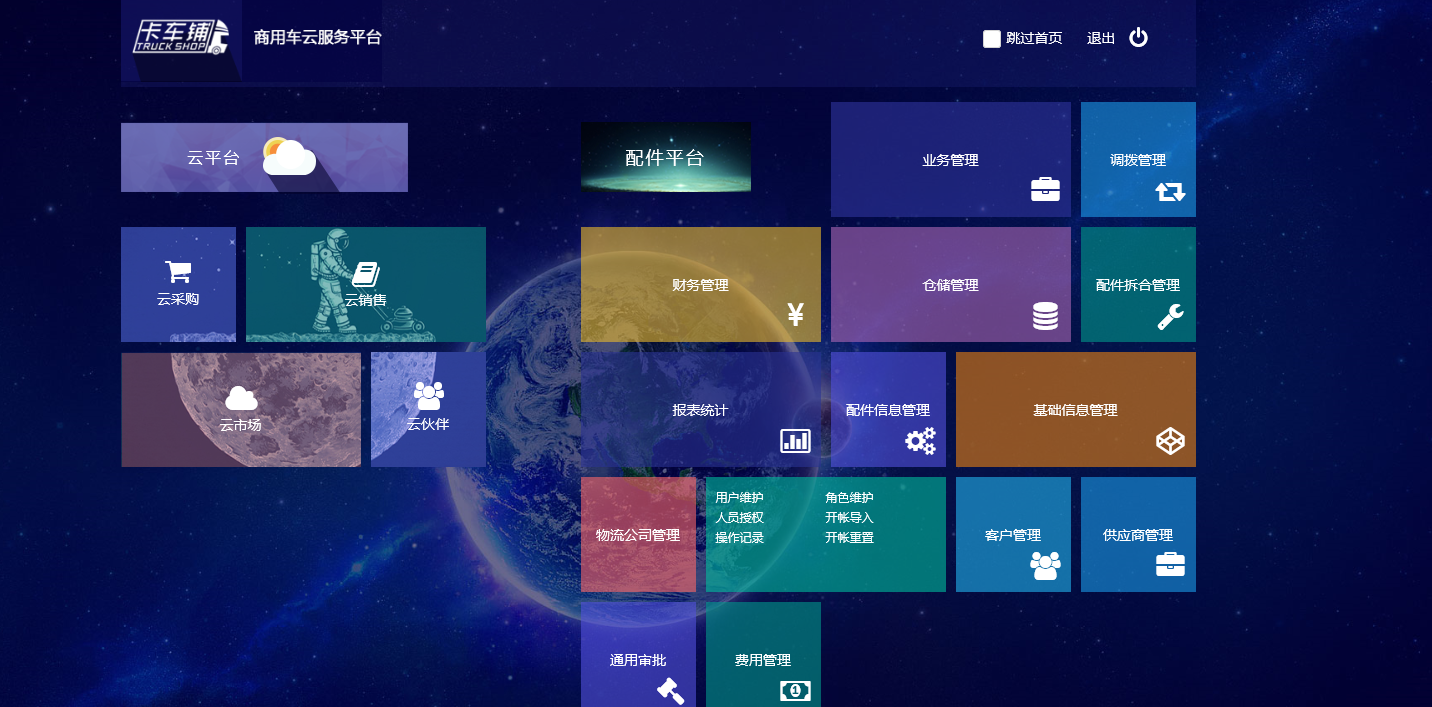 卡车铺
TRUCK SHOP
商用车云服务平台
跳过首页
退出
云平台
配件平台
业务管理
调拨管理
云采购
云销售
财务管理
仓储管理
配件拆合管理
云市场
云伙伴
报表统计
配件信息管理
基础信息管理
物流公司管理
用户维护
角色维护
人员授权
开帐导入
操作记录
开帐重置
客户管理
供应商管理
通用审批
费用管理